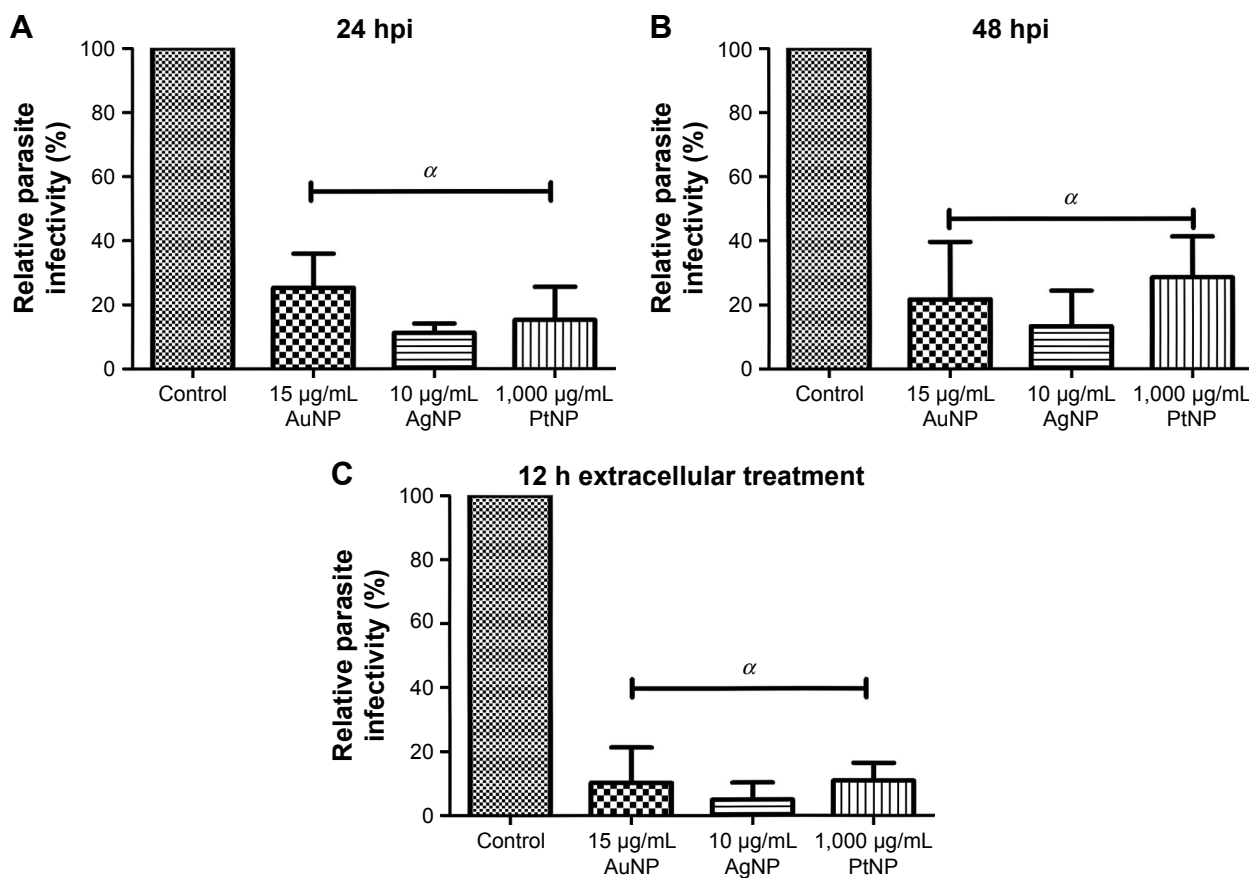 A
24 hpi
Relative parasite
infectivity (%)
100
80
60
40
20
0
α
Control
15 µg/mL
AuNP
10 µg/mL
AgNP
1,000 µg/mL
PtNP
B
48 hpi
Relative parasite
infectivity (%)
100
80
60
40
20
0
α
Control
15 µg/mL
AuNP
10 µg/mL
AgNP
1,000 µg/mL
PtNP
C
12 h extracellular treatment
Relative parasite
infectivity (%)
100
80
60
40
20
0
α
Control
15 µg/mL
AuNP
10 µg/mL
AgNP
1,000 µg/mL
PtNP